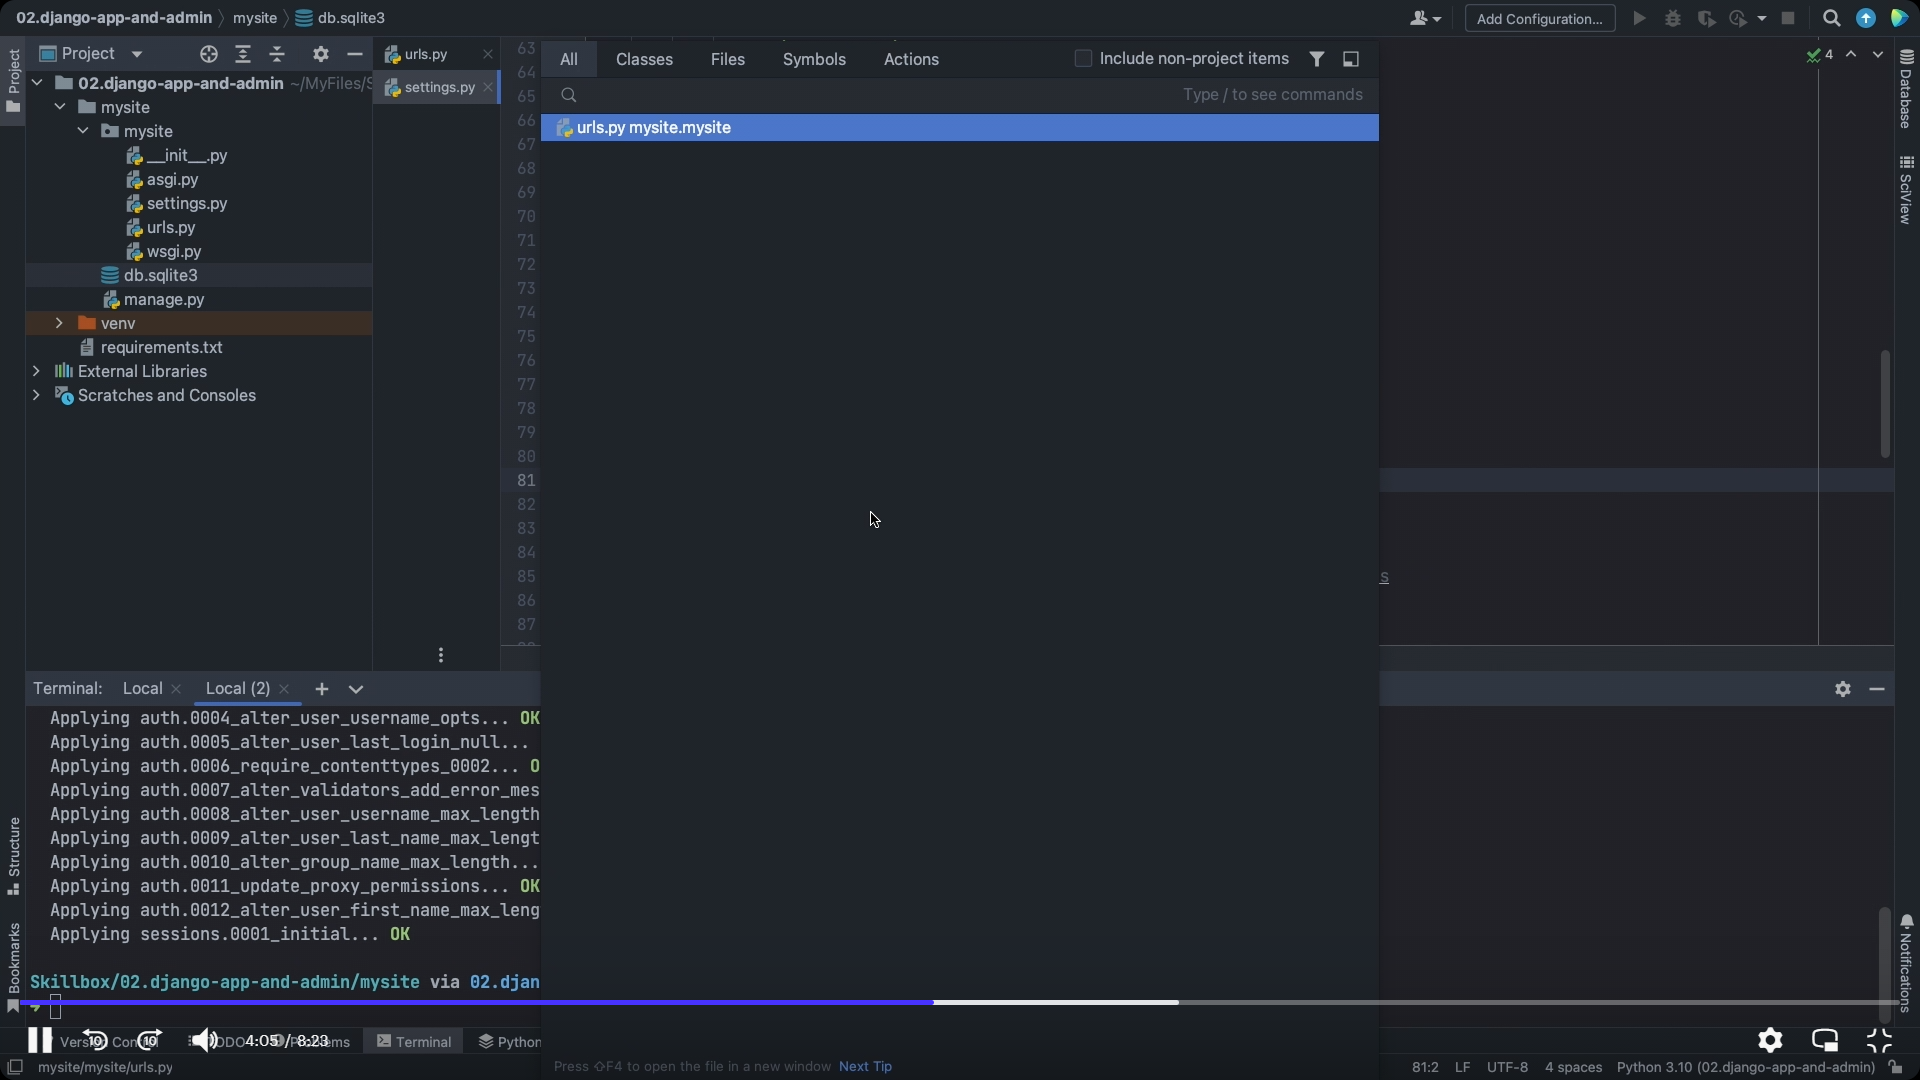 02.django-app-and-admin mysite db.sqlite3
Add Configuration...
Project
Project
02.django-app-and-admin ~/MyFiles/S
mysite
mysite
__init__.py
asgi.py
settings.py
urls.py
wsgi.py
db.sqlite3
manage.py
venv
requirements.txt
External Libraries
Scratches and Consoles
urls.py
settings.py
63
64
65
66
67
68
69
70
71
72
73
74
75
76
77
78
79
80
81
82
83
84
85
86
87
All Classes Files Symbols Actions Include non-project items
Type / to see commands
urls.py mysite.mysite
4
s
Database
SciView
Terminal: Local Local (2)
Applying auth.0004_alter_user_username_opts... OK
Applying auth.0005_alter_user_last_login_null...
Applying auth.0006_require_contenttypes_0002... O
Applying auth.0007_alter_validators_add_error_mes
Applying auth.0008_alter_user_username_max_length
Applying auth.0009_alter_user_last_name_max_lengt
Applying auth.0010_alter_group_name_max_length...
Applying auth.0011_update_proxy_permissions... OK
Applying auth.0012_alter_user_first_name_max_leng
Applying sessions.0001_initial... OK
Skillbox/02.django-app-and-admin/mysite via 02.djan
Structure
Bookmarks
Notifications
10 10 4:05 / 8:23
Version Control TODO Problems Terminal Python
Press ⇧F4 to open the file in a new window Next Tip
mysite/mysite/urls.py
81:2 LF UTF-8 4 spaces Python 3.10 (02.django-app-and-admin)